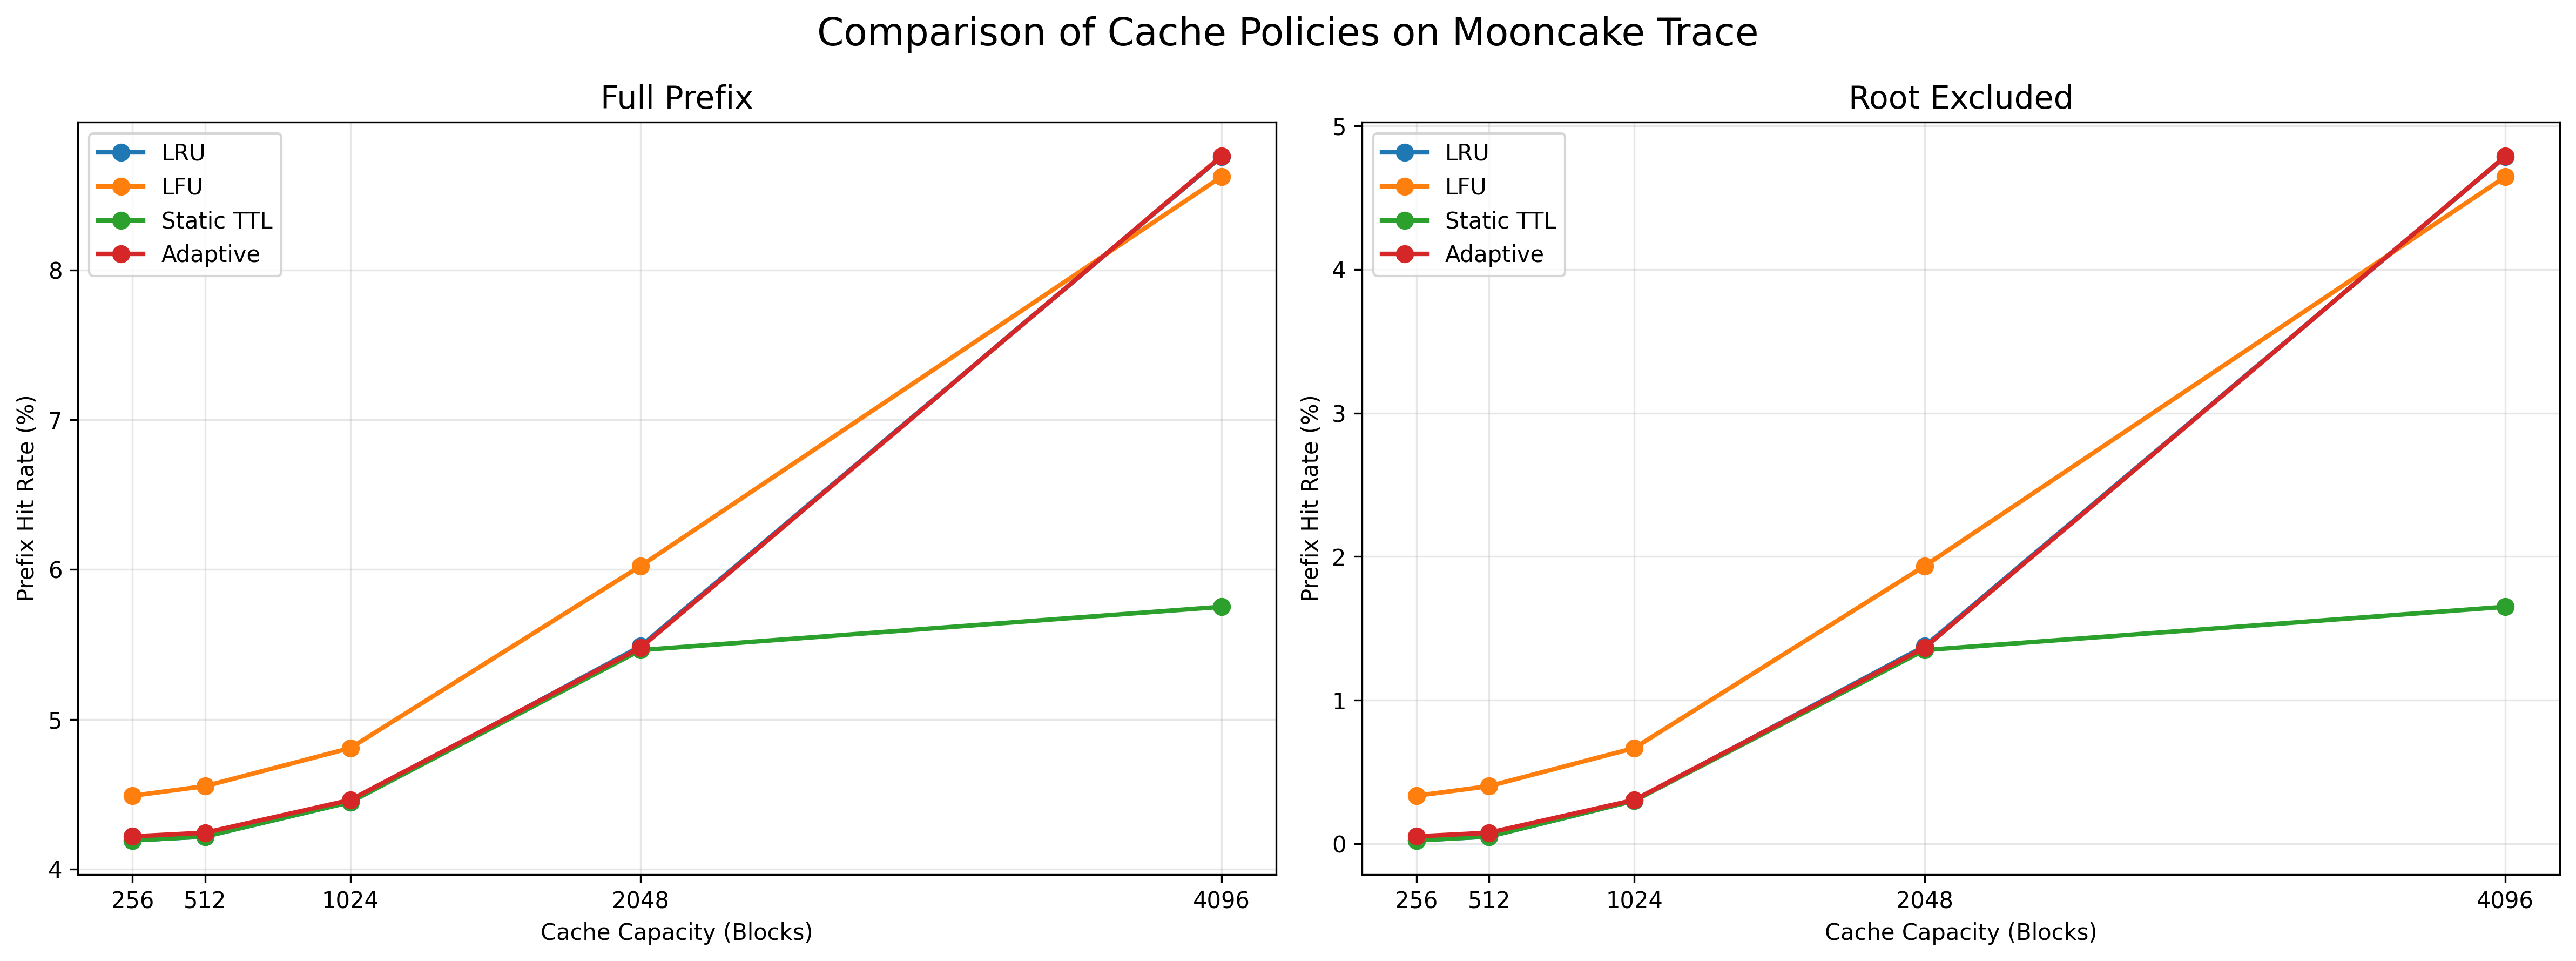 Comparison of Cache Policies on Mooncake Trace
Full Prefix
LRU
LFU
Static TTL
Adaptive
8
7
6
5
4
Prefix Hit Rate (%)
256 512 1024 2048 4096
Cache Capacity (Blocks)
Root Excluded
LRU
LFU
Static TTL
Adaptive
5
4
3
2
1
0
Prefix Hit Rate (%)
256 512 1024 2048 4096
Cache Capacity (Blocks)